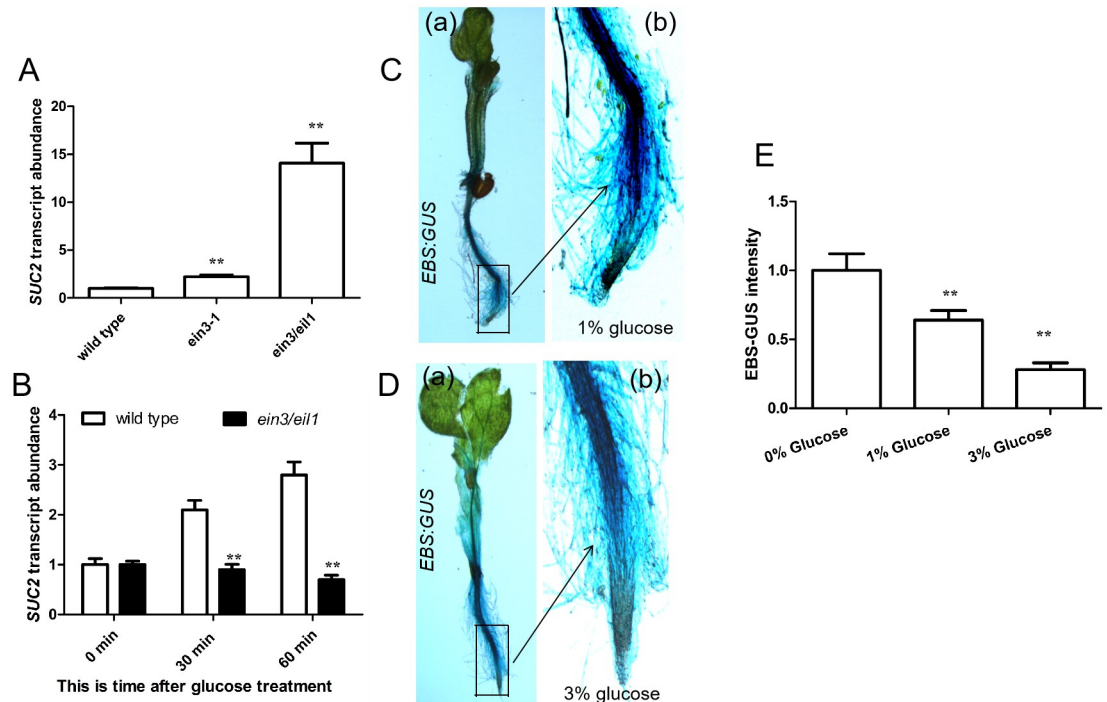 A
SUC2 transcript abundance
20
15
10
5
0
**
**
wild type
ein3-1
ein3/eil1
B
SUC2 transcript abundance
4
3
2
1
0
wild type
ein3/eil1
**
**
0 min
30 min
60 min
This is time after glucose treatment
C
(a)
(b)
EBS:GUS
1% glucose
D
(a)
(b)
EBS:GUS
3% glucose
E
EBS-GUS intensity
1.5
1.0
0.5
0.0
**
**
0% Glucose
1% Glucose
3% Glucose